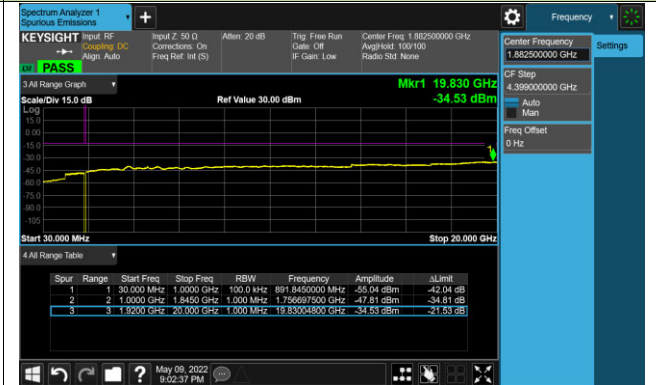 Spectrum Analyzer 1
Spurious Emissions
+
Frequency
KEYSIGHT
Input: RF
Coupling: DC
Align: Auto
Input Z: 50 Ω
Corrections: On
Freq Ref: Int (S)
Atten: 20 dB
Trig: Free Run
Gate: Off
IF Gain: Low
Center Freq: 1.882500000 GHz
Avg|Hold: 100/100
Radio Std: None
PASS
Center Frequency
1.882500000 GHz
Settings
CF Step
4.399000000 GHz
Auto
Man
Freq Offset
0 Hz
3 All Range Graph
Mkr1 19.830 GHz
Scale/Div 15.0 dB
Ref Value 30.00 dBm
-34.53 dBm
Log
15.0
0.00
-15.0
-30.0
-45.0
-60.0
-75.0
-90.0
-105
1
Start 30.000 MHz
Stop 20.000 GHz
4 All Range Table
Spur Range Start Freq Stop Freq RBW Frequency Amplitude ΔLimit
1 1 30.000 MHz 1.0000 GHz 100.0 kHz 891.8450000 MHz -55.04 dBm -42.04 dB
2 2 1.0000 GHz 1.8450 GHz 1.000 MHz 1.756697500 GHz -47.81 dBm -34.81 dB
3 3 1.9200 GHz 20.000 GHz 1.000 MHz 19.83004800 GHz -34.53 dBm -21.53 dB
?
May 09, 2022
9:02:37 PM